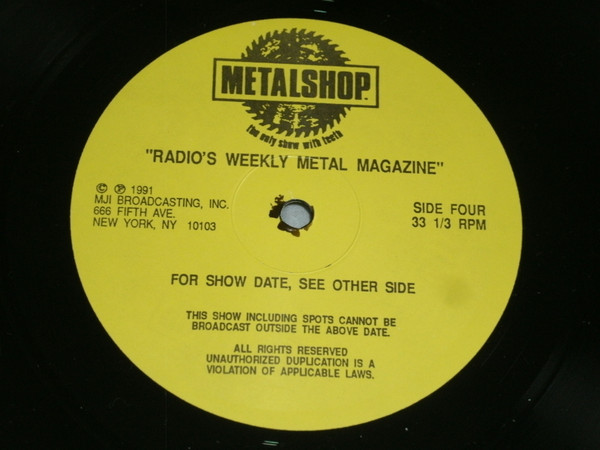 METALSHOP
the only show with teeth
"RADIO'S WEEKLY METAL MAGAZINE"
© ℗ 1991
MJI BROADCASTING, INC.
666 FIFTH AVE.
NEW YORK, NY 10103
SIDE FOUR
33 1/3 RPM
FOR SHOW DATE, SEE OTHER SIDE
THIS SHOW INCLUDING SPOTS CANNOT BE
BROADCAST OUTSIDE THE ABOVE DATE.
ALL RIGHTS RESERVED
UNAUTHORIZED DUPLICATION IS A
VIOLATION OF APPLICABLE LAWS.